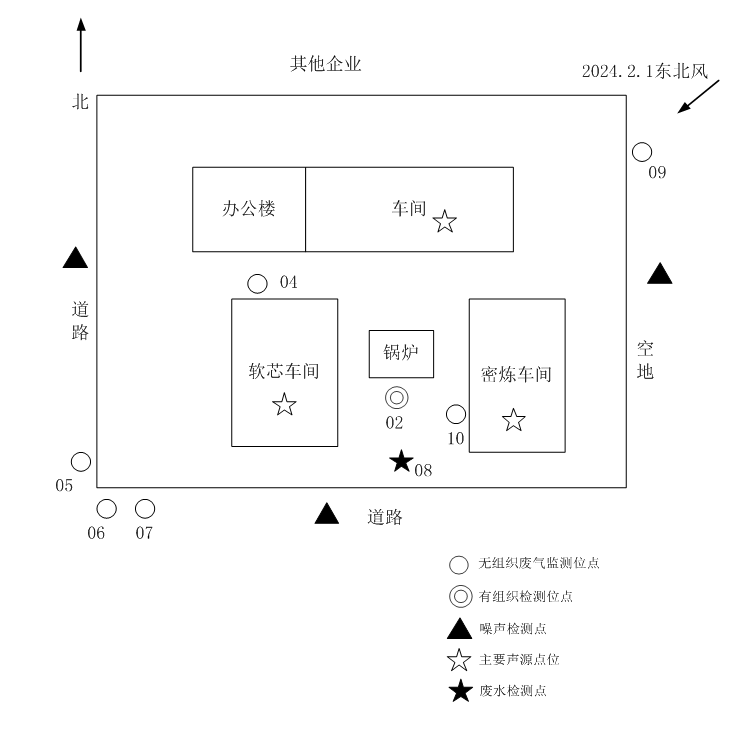 其他企业
2024.2.1东北风
北
09
办公楼
车间
04
道路
锅炉
空地
软芯车间
密炼车间
02
10
08
05
06
07
道路
无组织废气监测位点
有组织检测位点
噪声检测点
主要声源点位
废水检测点